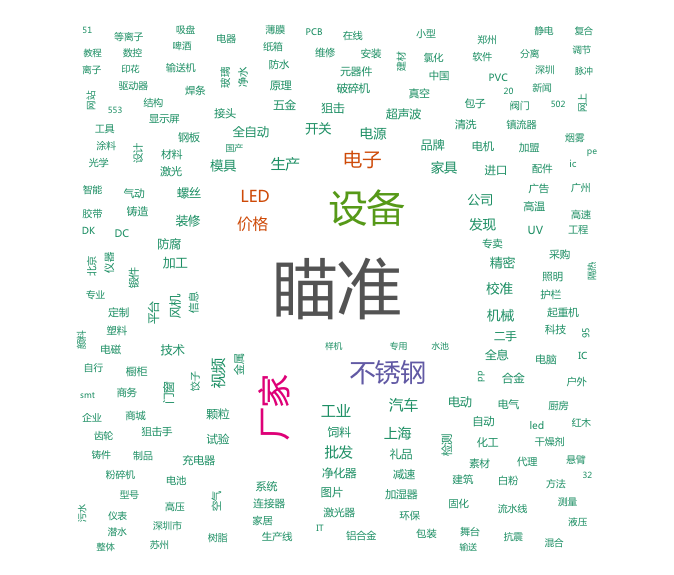 51
吸盘
PCB
在线
小型
静电
复合
等离子
电器
薄膜
郑州
教程
数控
啤酒
纸箱
维修
安装
建材
氯化
软件
分离
调节
离子
印花
输送机
玻璃
净水
防水
元器件
中国
深圳
脉冲
驱动器
原理
破碎机
真空
PVC
新闻
网站
焊条
20
网上
553
结构
接头
五金
狙击
超声波
包子
阀门
502
工具
显示屏
钢板
全自动
开关
电源
清洗
镇流器
烟雾
涂料
设计
材料
国产
品牌
电机
加盟
pe
光学
激光
模具
生产
电子
家具
进口
配件
ic
智能
气动
螺丝
LED
设备
公司
广告
广州
胶带
铸造
装修
价格
发现
高温
高速
DK
DC
UV
工程
防腐
专卖
采购
北京
仪器
锻件
加工
瞄准
精密
照明
隔热
专业
平台
风机
信息
校准
护栏
定制
机械
起重机
塑料
二手
科技
95
颜料
电磁
技术
样机
专用
水池
全息
电脑
IC
自行
橱柜
饺子
视频
金属
不锈钢
pp
合金
户外
smt
商务
门窗
厂家
工业
汽车
电动
电气
厨房
企业
商城
颗粒
自动
led
红木
齿轮
狙击手
试验
饲料
上海
检测
化工
干燥剂
铸件
制品
充电器
批发
礼品
素材
代理
悬臂
粉碎机
电池
净化器
减速
建筑
白粉
方法
32
型号
系统
图片
加湿器
污水
仪表
高压
空气
连接器
激光器
环保
固化
流水线
测量
潜水
深圳市
家居
IT
液压
整体
苏州
树脂
生产线
铝合金
包装
舞台
抗震
混合
输送